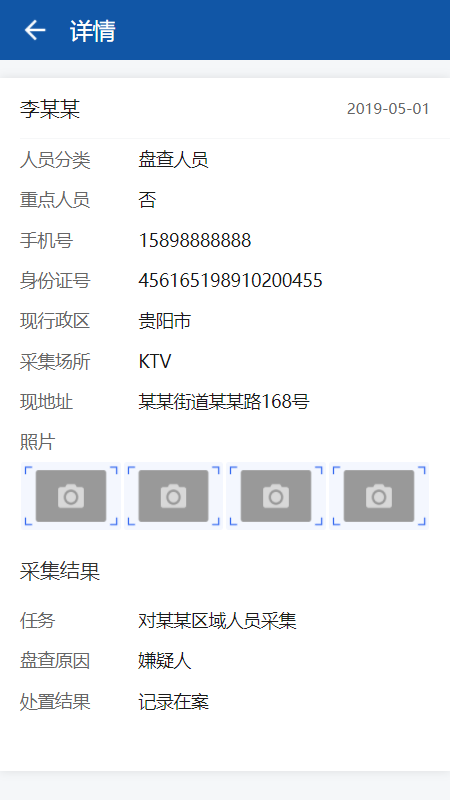 详情
李某某 2019-05-01
人员分类 盘查人员
重点人员 否
手机号 15898888888
身份证号 456165198910200455
现行政区 贵阳市
采集场所 KTV
现地址 某某街道某某路168号
照片
采集结果
任务 对某某区域人员采集
盘查原因 嫌疑人
处置结果 记录在案